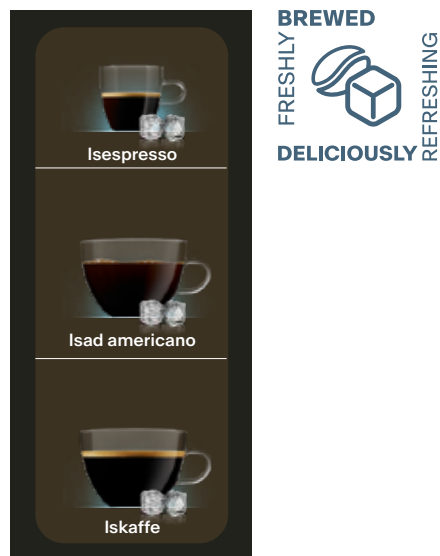 Isespresso
Isad americano
Iskaffe
BREWED
FRESHLY
REFRESHING
DELICIOUSLY